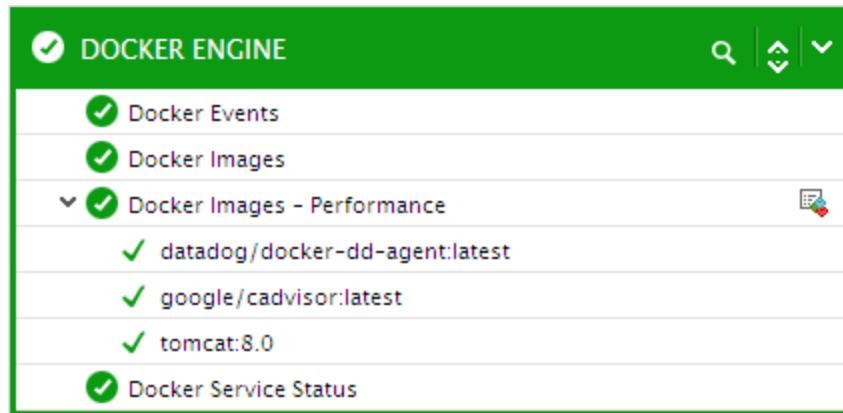 DOCKER ENGINE
Docker Events
Docker Images
Docker Images - Performance
datadog/docker-dd-agent:latest
google/cadvisor:latest
tomcat:8.0
Docker Service Status